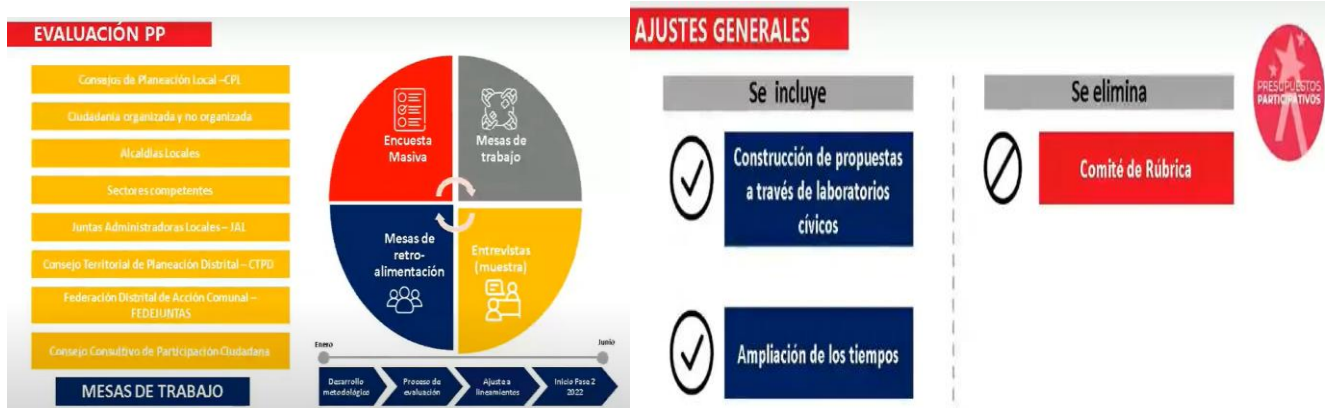 EVALUACIÓN PP
Consejos de Planeación Local –CPL
Ciudadanía organizada y no organizada
Alcaldías Locales
Sectores competentes
Juntas Administradoras Locales – JAL
Consejo Territorial de Planeación Distrital – CTPD
Federación Distrital de Acción Comunal –
FEDEJUNTAS
Consejo Consultivo de Participación Ciudadana
MESAS DE TRABAJO
Encuesta
Masiva
Mesas de
trabajo
Mesas de
retro-
alimentación
Entrevistas
(muestra)
Enero
Junio
Desarrollo
metodológico
Proceso de
evaluación
Ajuste a
lineamientos
Inicio Fase 2
2022
AJUSTES GENERALES
Se incluye
Construcción de propuestas
a través de laboratorios
cívicos
Ampliación de los tiempos
Se elimina
Comité de Rúbrica
PRESUPUESTOS
PARTICIPATIVOS